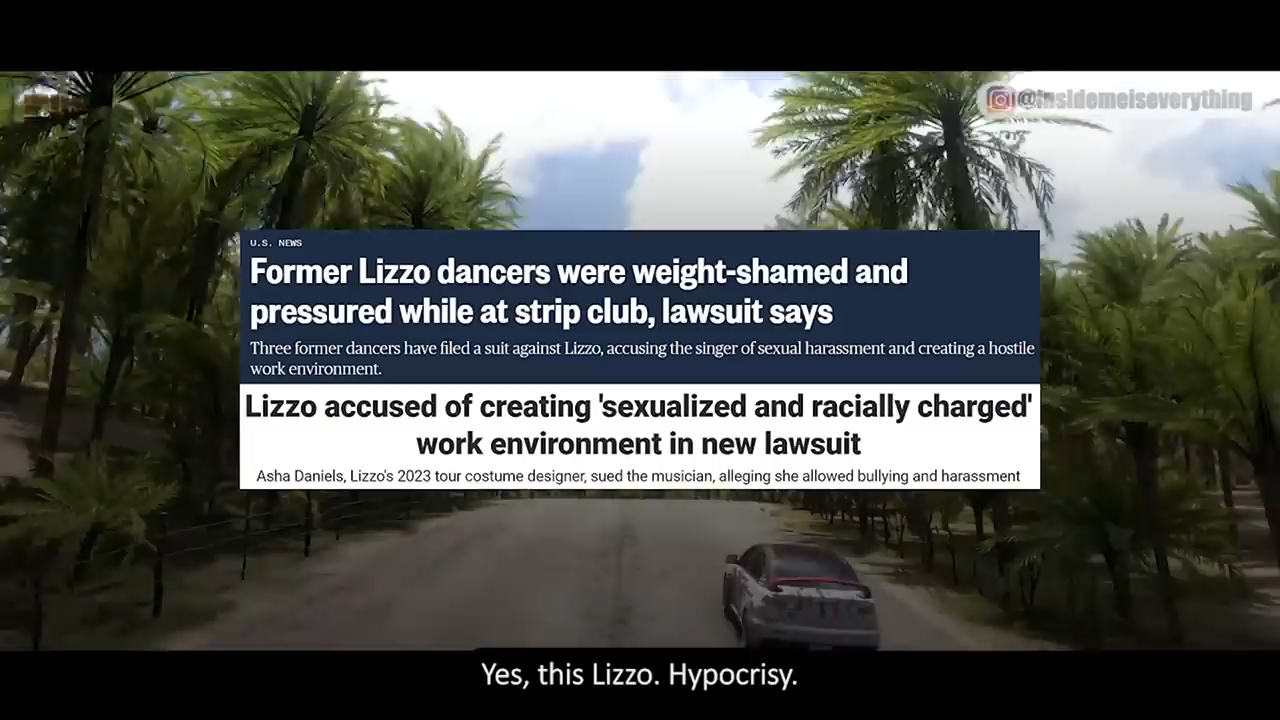 @insidemeiseverything
U.S. NEWS
Former Lizzo dancers were weight-shamed and
pressured while at strip club, lawsuit says
Three former dancers have filed a suit against Lizzo, accusing the singer of sexual harassment and creating a hostile
work environment.
Lizzo accused of creating 'sexualized and racially charged'
work environment in new lawsuit
Asha Daniels, Lizzo's 2023 tour costume designer, sued the musician, alleging she allowed bullying and harassment
Yes, this Lizzo. Hypocrisy.